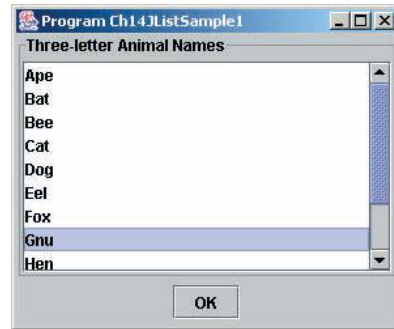 Program Ch14JListSample1
Three-letter Animal Names
Ape
Bat
Bee
Cat
Dog
Eel
Fox
Gnu
Hen
OK